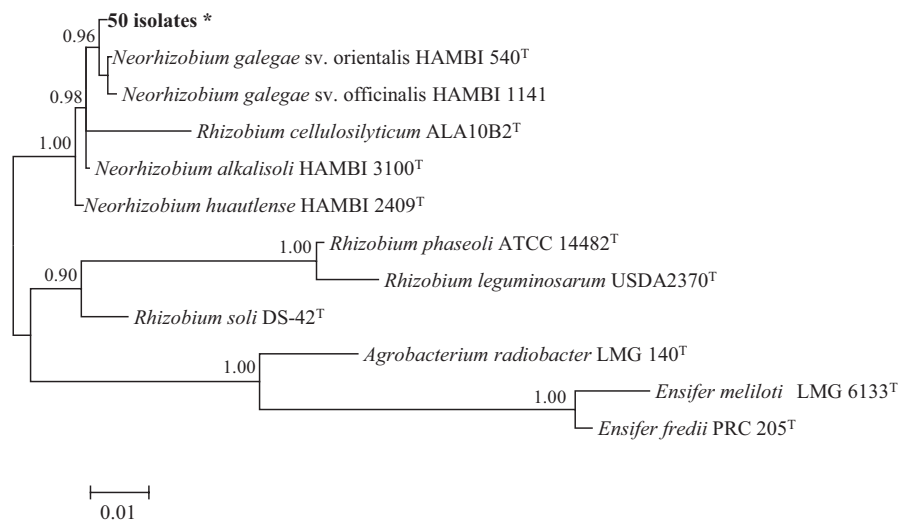 50 isolates *
0.96
Neorhizobium galegae sv. orientalis HAMBI 540ᵀ
Neorhizobium galegae sv. officinalis HAMBI 1141
0.98
Rhizobium cellulosilyticum ALA10B2ᵀ
1.00
Neorhizobium alkalisoli HAMBI 3100ᵀ
Neorhizobium huautlense HAMBI 2409ᵀ
1.00
Rhizobium phaseoli ATCC 14482ᵀ
0.90
Rhizobium leguminosarum USDA2370ᵀ
Rhizobium soli DS-42ᵀ
1.00
Agrobacterium radiobacter LMG 140ᵀ
1.00
Ensifer meliloti LMG 6133ᵀ
Ensifer fredii PRC 205ᵀ
0.01